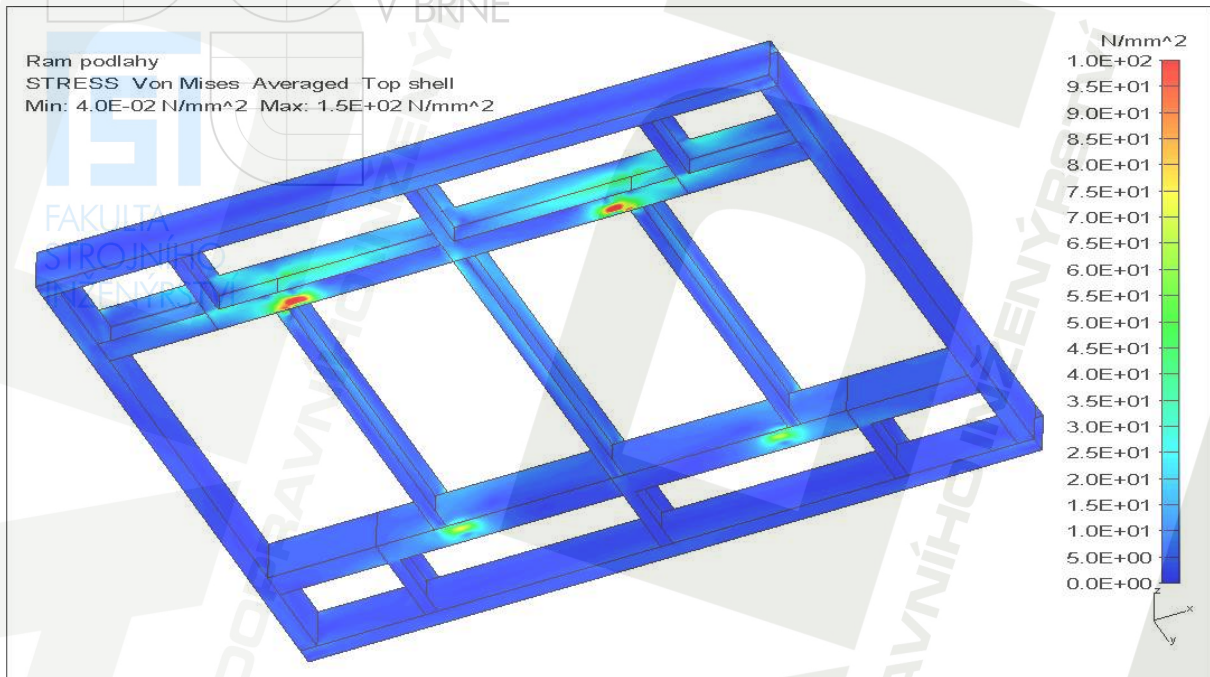 V BRNĚ
Ram podlahy
STRESS Von Mises Averaged Top shell
Min: 4.0E-02 N/mm^2 Max: 1.5E+02 N/mm^2
FAKULTA
STROJNÍHO
INŽENÝRSTVÍ
N/mm^2
1.0E+02
9.5E+01
9.0E+01
8.5E+01
8.0E+01
7.5E+01
7.0E+01
6.5E+01
6.0E+01
5.5E+01
5.0E+01
4.5E+01
4.0E+01
3.5E+01
3.0E+01
2.5E+01
2.0E+01
1.5E+01
1.0E+01
5.0E+00
0.0E+00
z
x
y